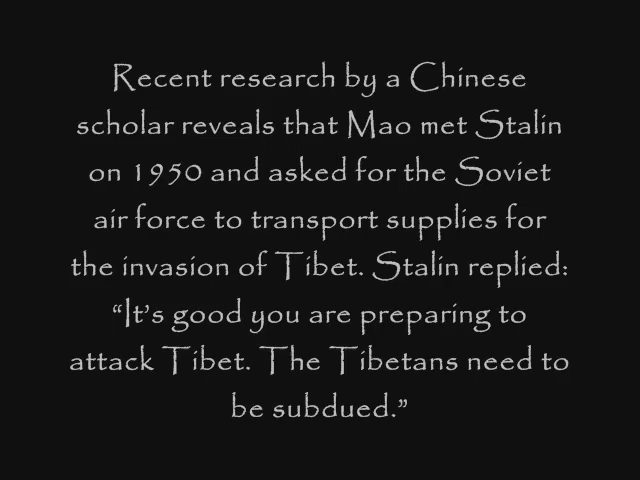 Recent research by a Chinese
scholar reveals that Mao met Stalin
on 1950 and asked for the Soviet
air force to transport supplies for
the invasion of Tibet. Stalin replied:
“It’s good you are preparing to
attack Tibet. The Tibetans need to
be subdued.”